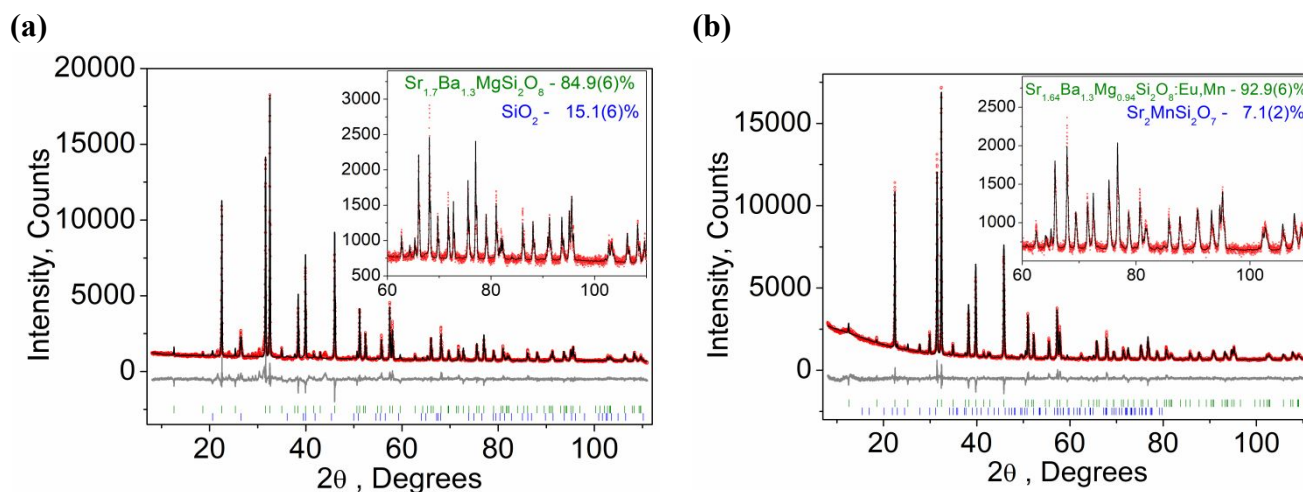 (a)
20000
15000
10000
5000
0
Intensity, Counts
20 40 60 80 100
2θ , Degrees
Sr1.7Ba1.3MgSi2O8 - 84.9(6)%
SiO2 - 15.1(6)%
3000
2500
2000
1500
1000
500
60 80 100
(b)
15000
10000
5000
0
Intensity, Counts
20 40 60 80 100
2θ , Degrees
Sr1.64Ba1.3Mg0.94Si2O8:Eu,Mn - 92.9(6)%
Sr2MnSi2O7 - 7.1(2)%
2500
2000
1500
1000
60 80 100